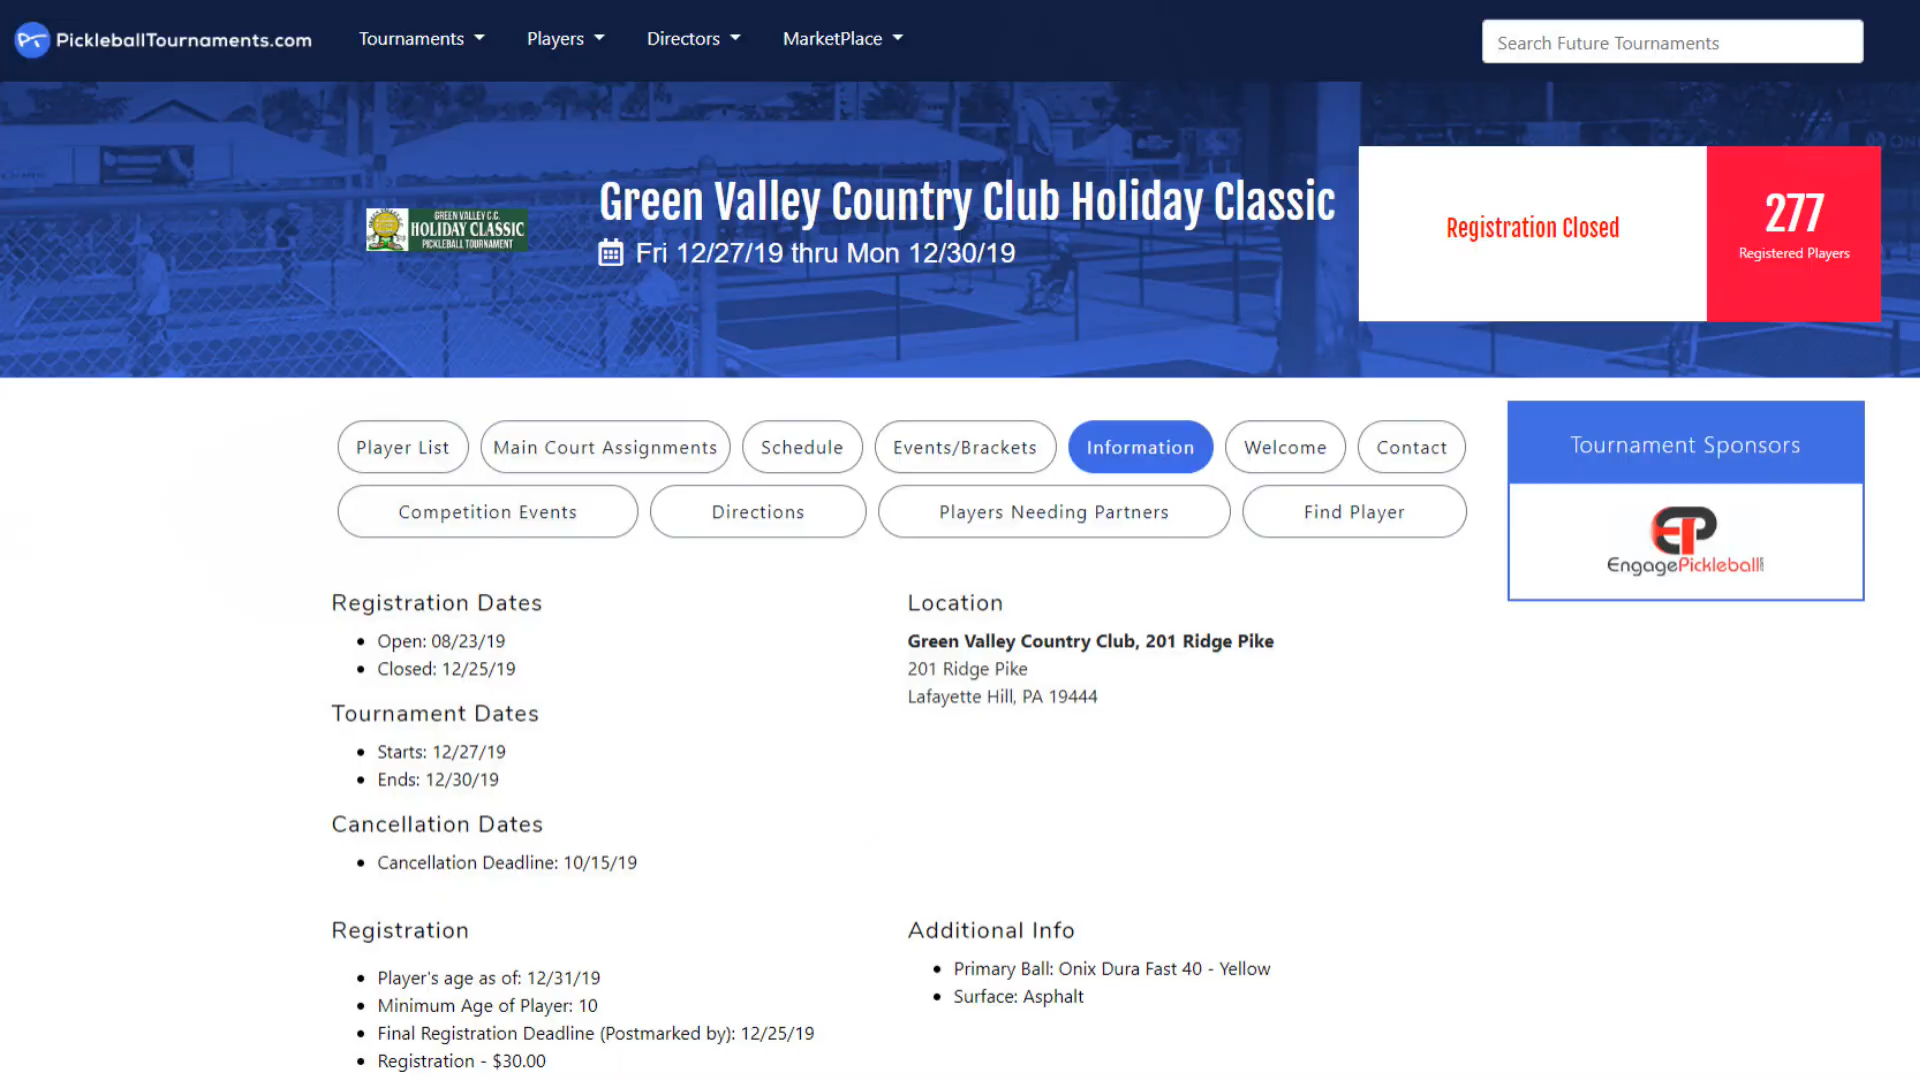 PickleballTournaments.com
Tournaments
Players
Directors
MarketPlace
Search Future Tournaments
GREEN VALLEY C.C.
HOLIDAY CLASSIC
PICKLEBALL TOURNAMENT
Green Valley Country Club Holiday Classic
Fri 12/27/19 thru Mon 12/30/19
Registration Closed
277
Registered Players
Player List
Main Court Assignments
Schedule
Events/Brackets
Information
Welcome
Contact
Competition Events
Directions
Players Needing Partners
Find Player
Tournament Sponsors
EP
EngagePickleball
Registration Dates
Open: 08/23/19
Closed: 12/25/19
Tournament Dates
Starts: 12/27/19
Ends: 12/30/19
Cancellation Dates
Cancellation Deadline: 10/15/19
Location
Green Valley Country Club, 201 Ridge Pike
201 Ridge Pike
Lafayette Hill, PA 19444
Registration
Player's age as of: 12/31/19
Minimum Age of Player: 10
Final Registration Deadline (Postmarked by): 12/25/19
Registration - $30.00
Additional Info
Primary Ball: Onix Dura Fast 40 - Yellow
Surface: Asphalt